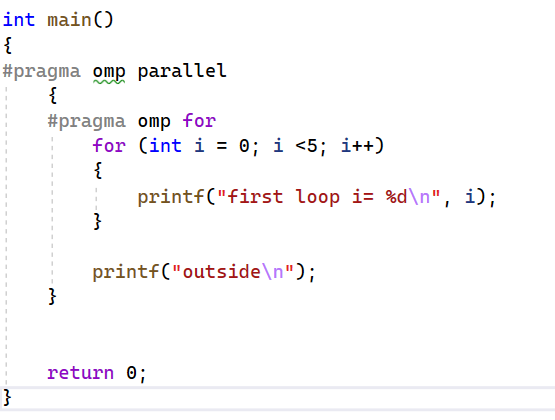 int main()
{
#pragma omp parallel
    {
    #pragma omp for
        for (int i = 0; i <5; i++)
        {
            printf("first loop i= %d\n", i);
        }

        printf("outside\n");
    }


    return 0;
}